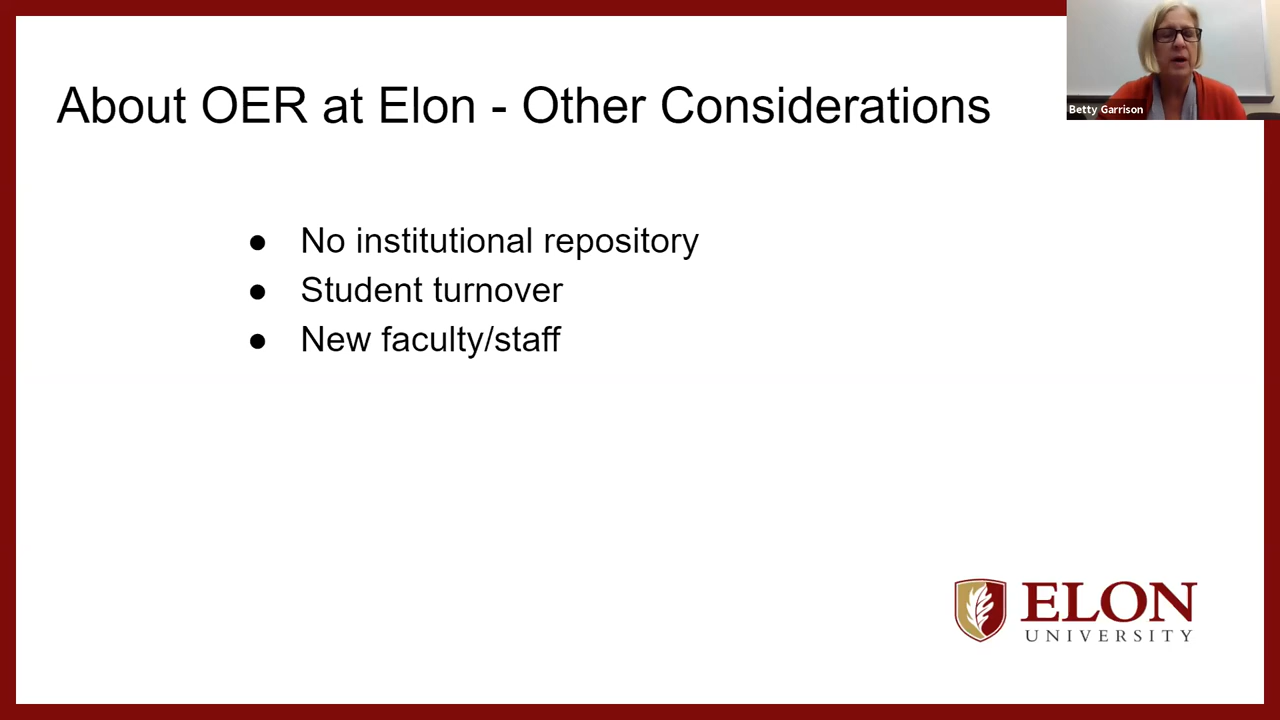 About OER at Elon - Other Considerations
Betty Garrison
● No institutional repository
● Student turnover
● New faculty/staff
ELON
UNIVERSITY